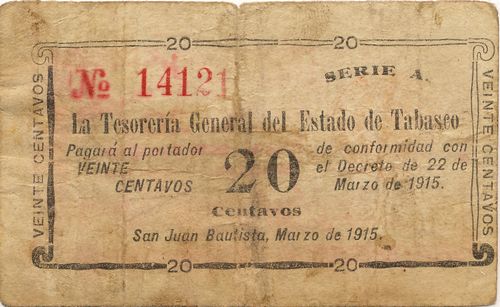 20 20
VEINTE CENTAVOS
VEINTE CENTAVOS
Nº 14121
SERIE A.
La Tesorería General del Estado de Tabasco
Pagará al portador
VEINTE
CENTAVOS
20
Centavos
de conformidad con
el Decreto de 22 de
Marzo de 1915.
San Juan Bautista, Marzo de 1915.
20 20